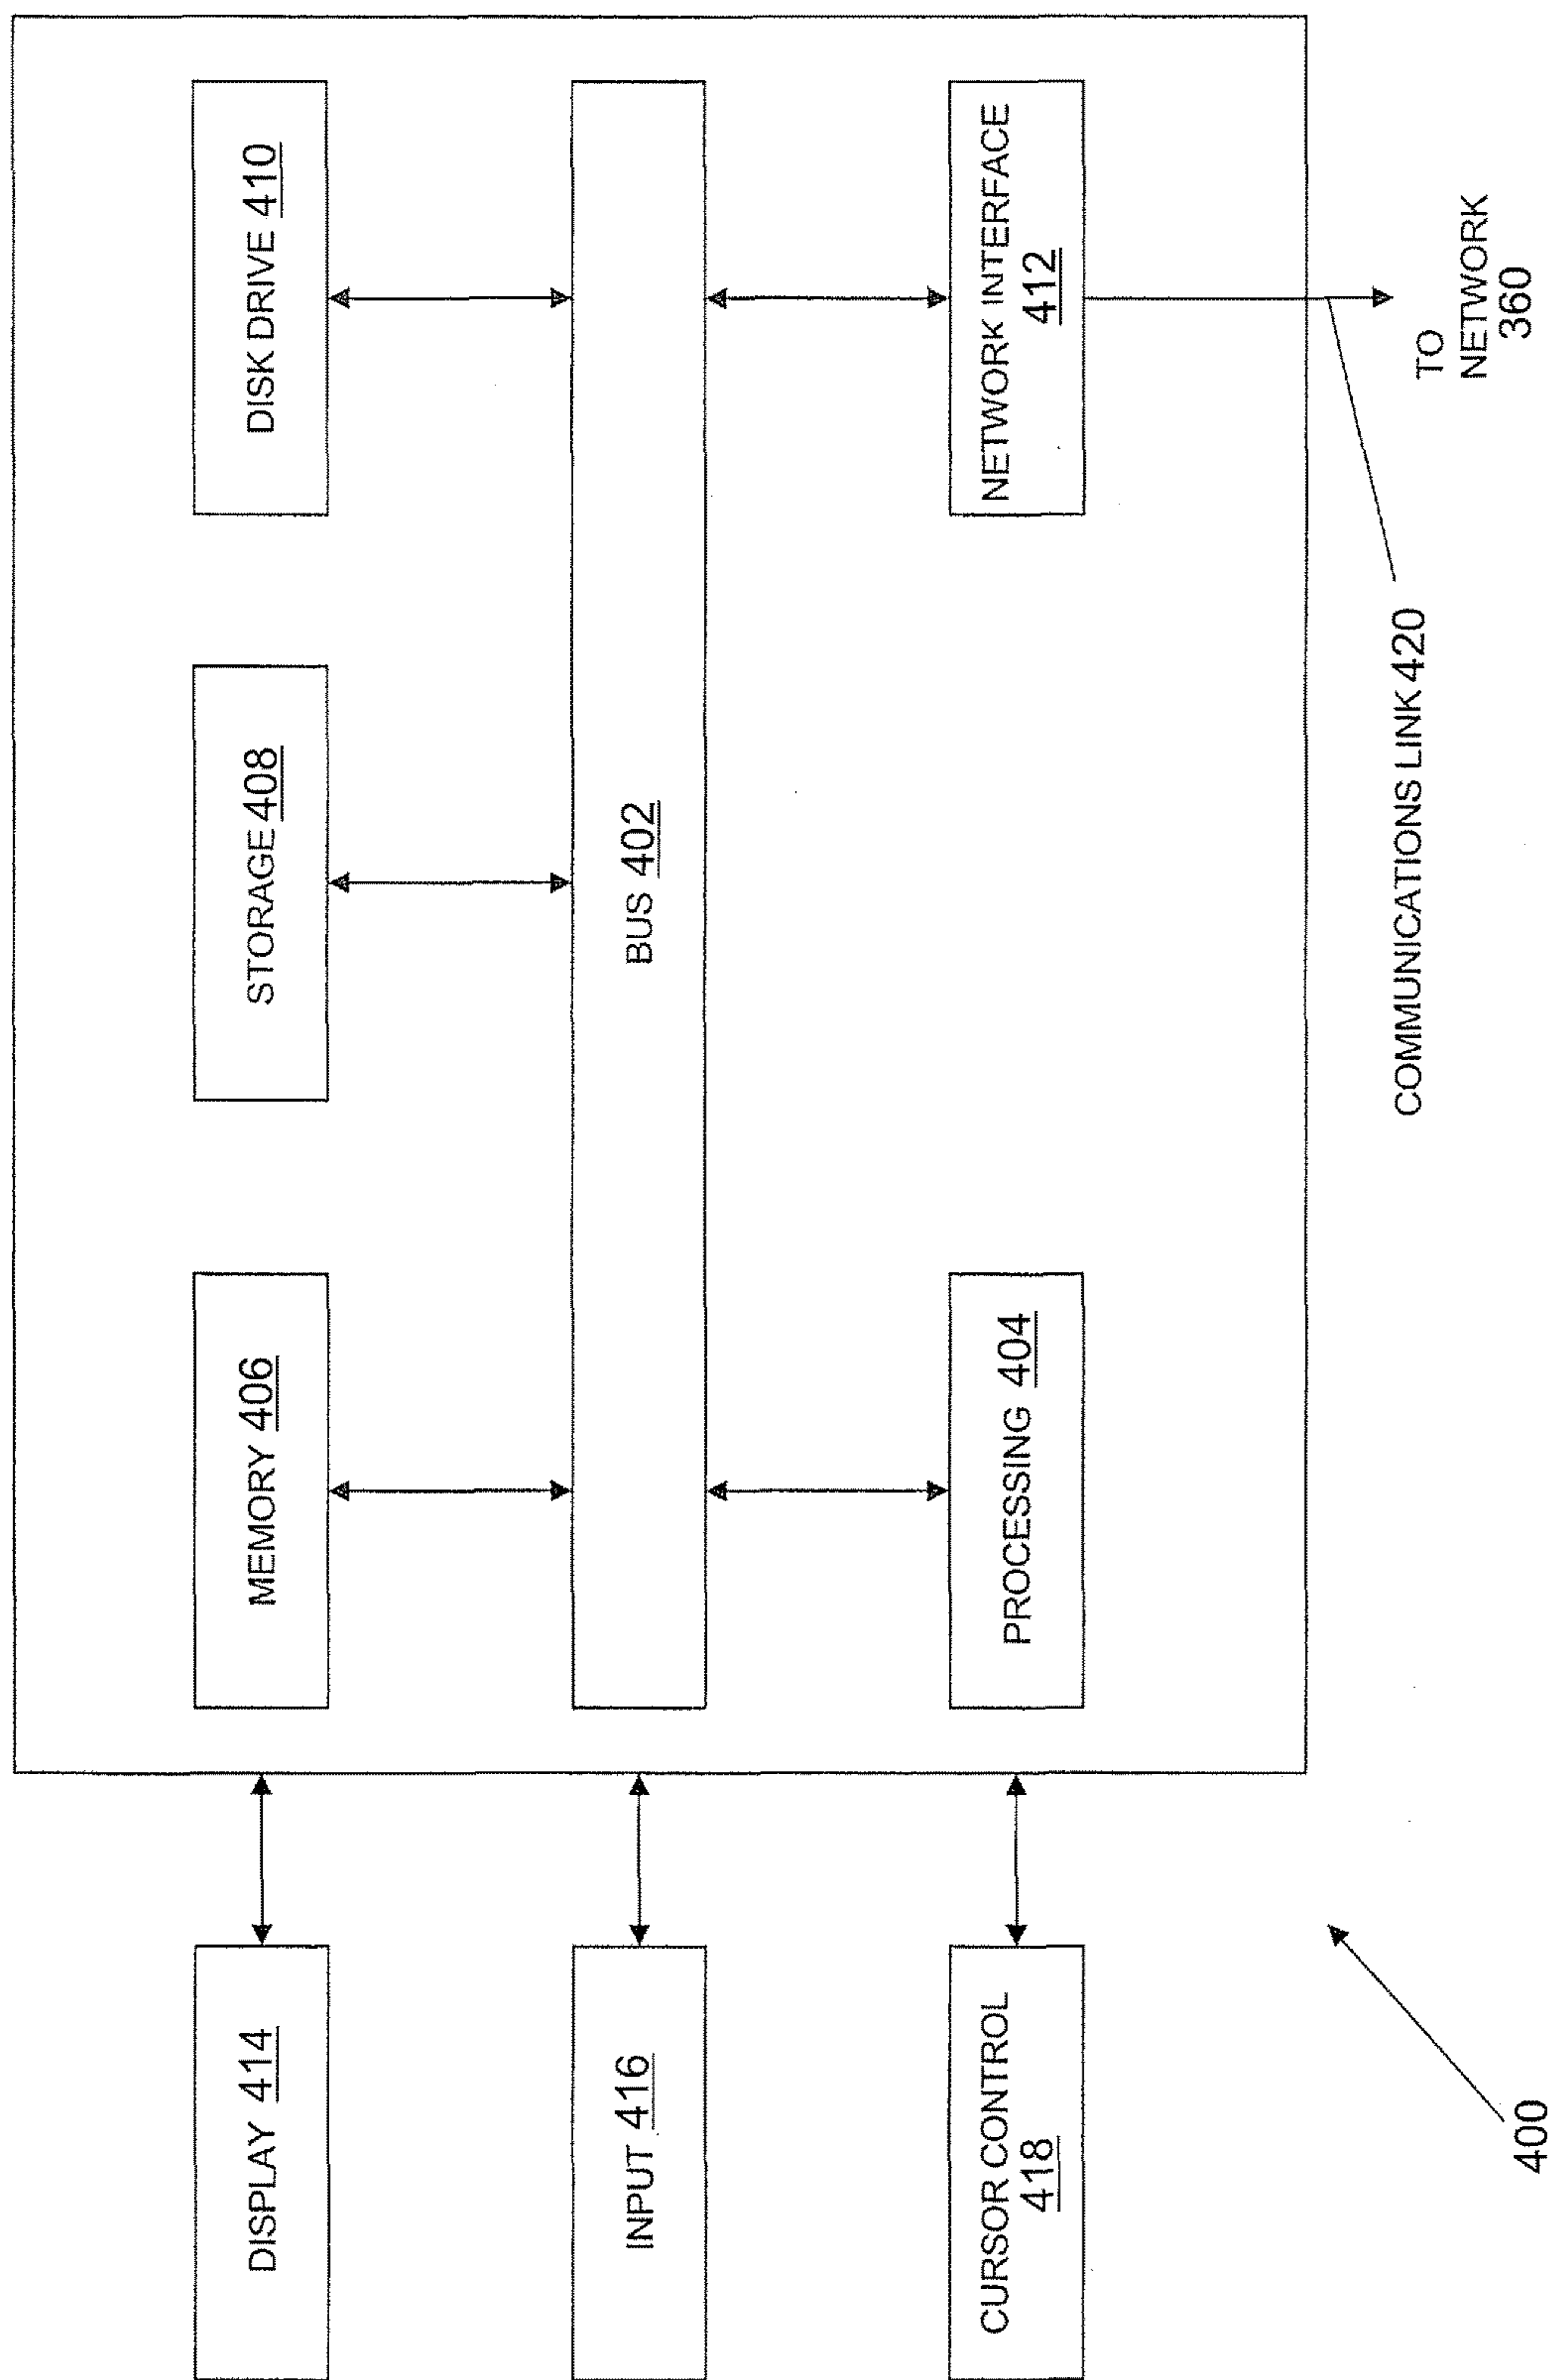 DISPLAY 414
MEMORY 406
STORAGE 408
DISK DRIVE 410
INPUT 416
BUS 402
CURSOR CONTROL
418
PROCESSING 404
NETWORK INTERFACE
412
COMMUNICATIONS LINK 420
TO
NETWORK
360
400